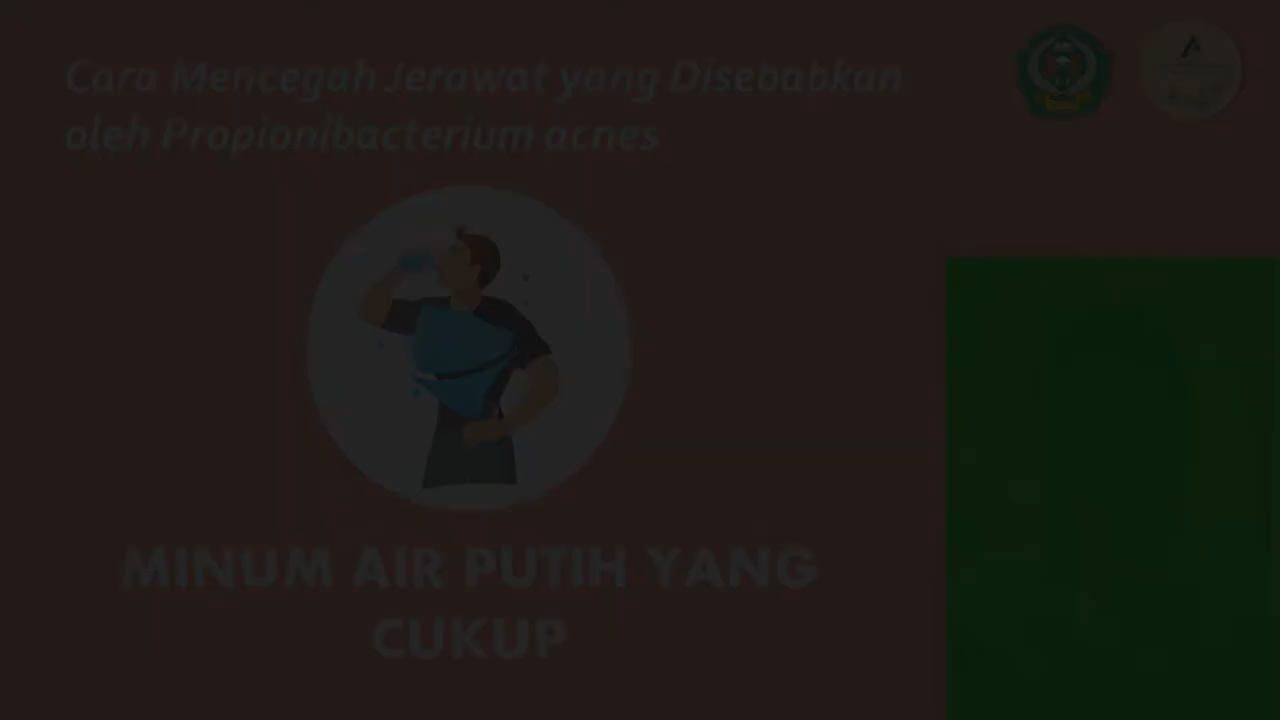 Cara Mencegah Jerawat yang Disebabkan
oleh Propionibacterium acnes
MINUM AIR PUTIH YANG
CUKUP